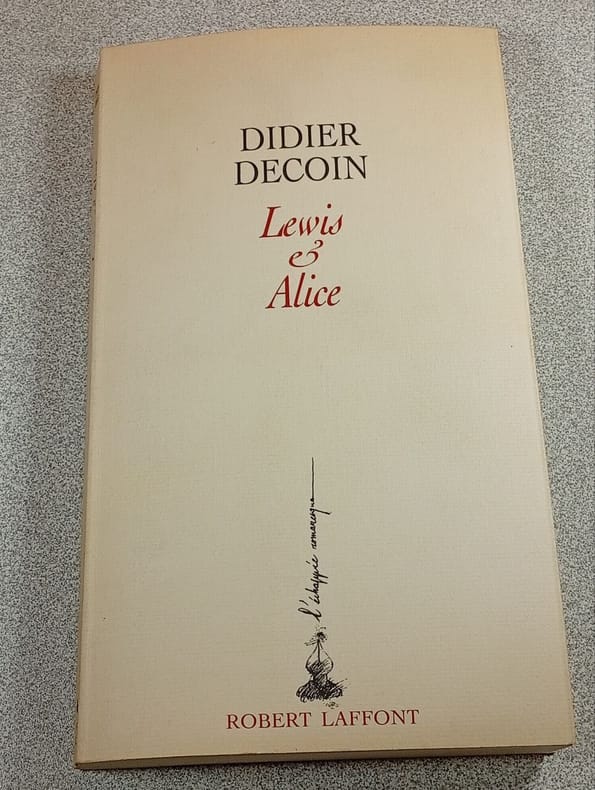 DIDIER
DECOIN
Lewis
&
Alice
l'échappée romanesque
ROBERT LAFFONT